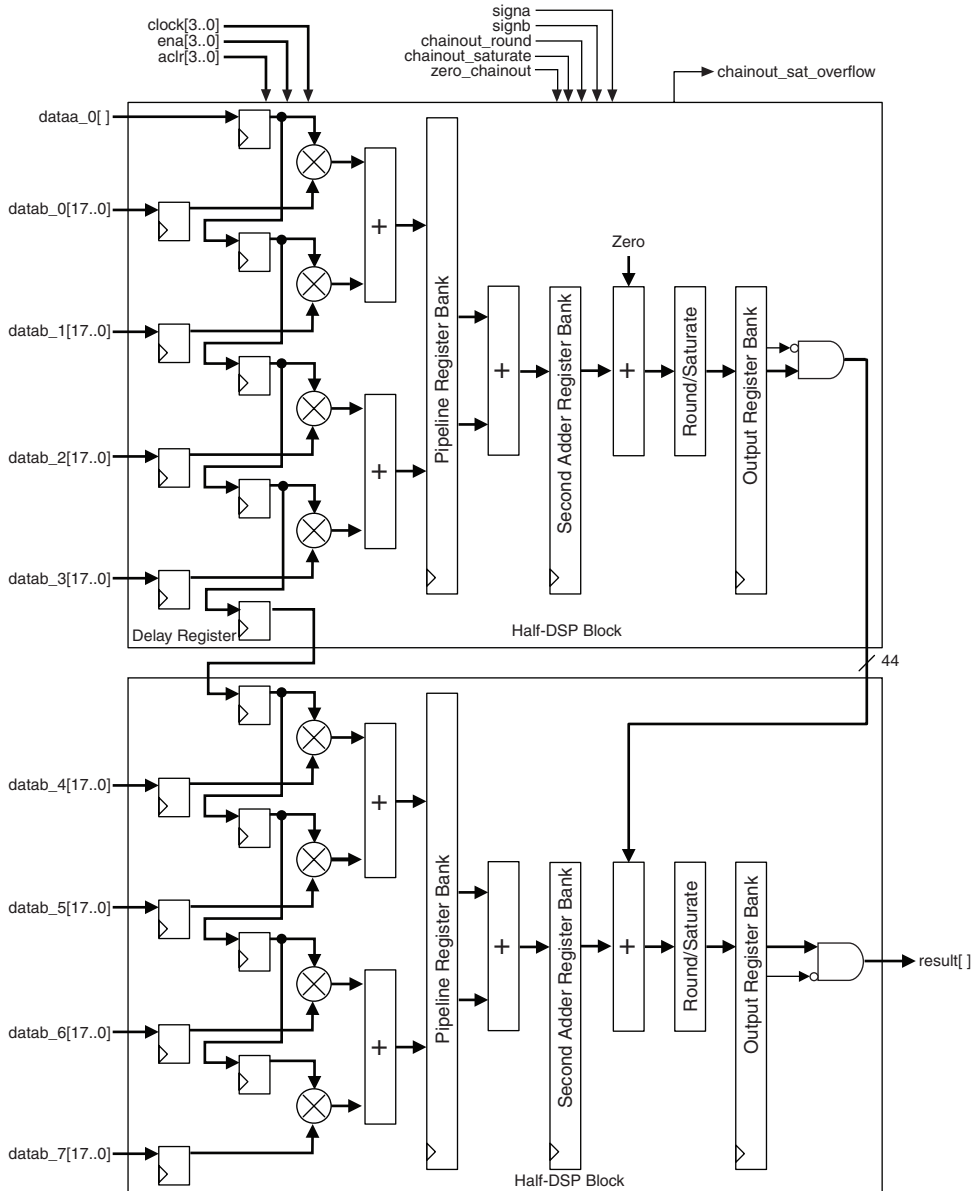 clock[3..0]
ena[3..0]
aclr[3..0]
signa
signb
chainout_round
chainout_saturate
zero_chainout
chainout_sat_overflow
dataa_0[ ]
datab_0[17..0]
datab_1[17..0]
datab_2[17..0]
datab_3[17..0]
+
+
Pipeline Register Bank
+
Second Adder Register Bank
Zero
+
Round/Saturate
Output Register Bank
Delay Register
Half-DSP Block
44
datab_4[17..0]
datab_5[17..0]
datab_6[17..0]
datab_7[17..0]
+
+
Pipeline Register Bank
+
Second Adder Register Bank
+
Round/Saturate
Output Register Bank
result[ ]
Half-DSP Block